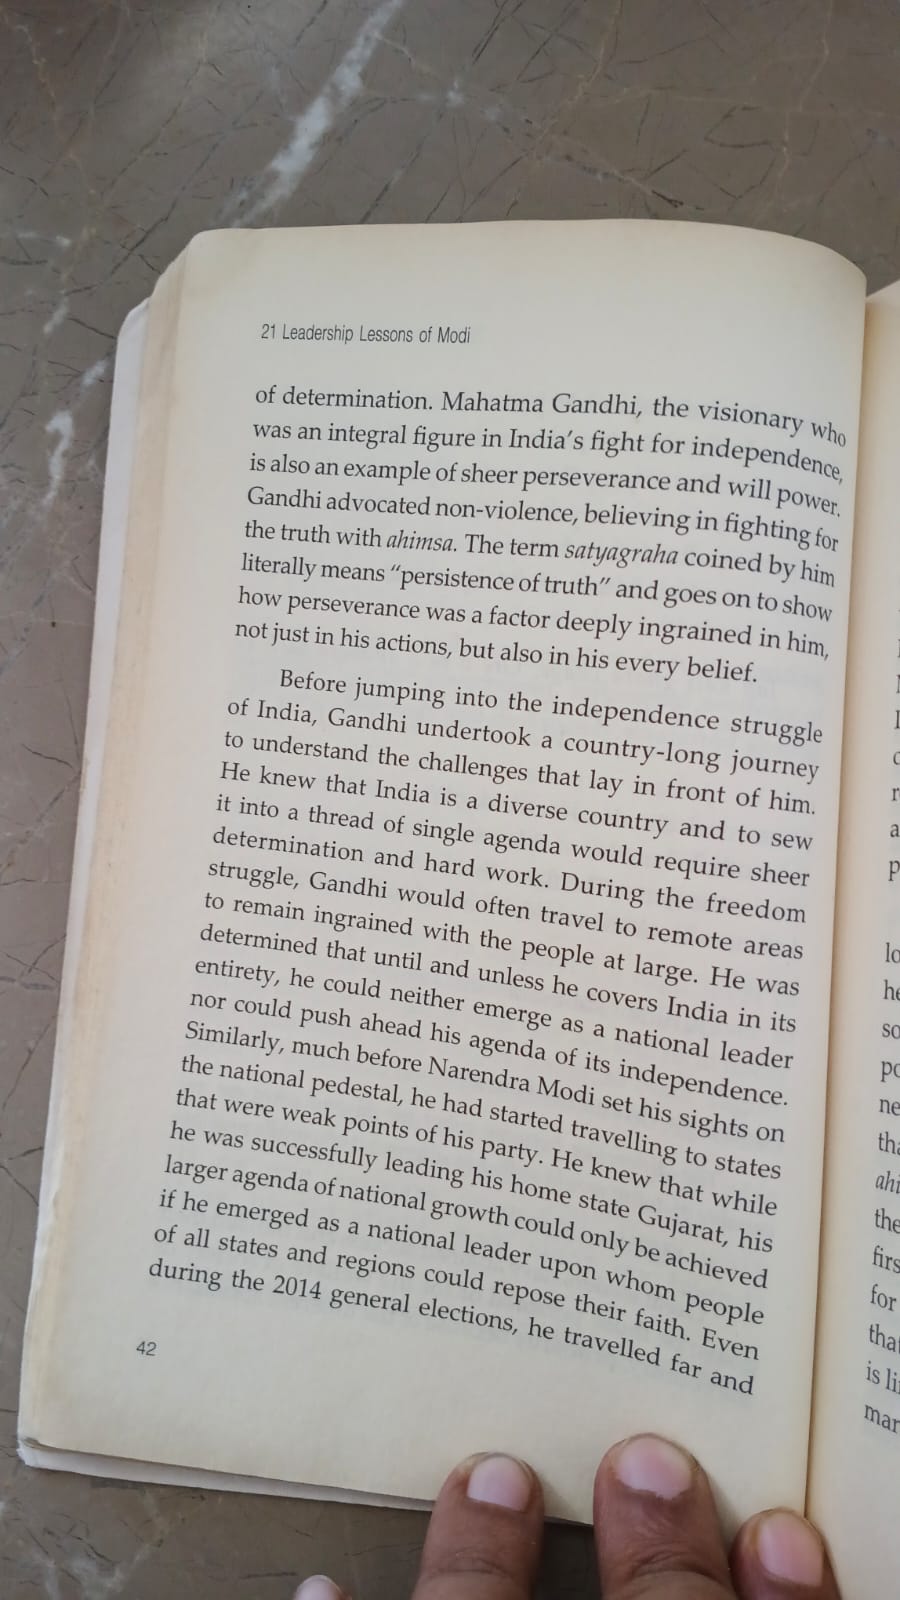 21 Leadership Lessons of Modi
of determination. Mahatma Gandhi, the visionary who
was an integral figure in India's fight for independence,
is also an example of sheer perseverance and will power.
Gandhi advocated non-violence, believing in fighting for
the truth with ahimsa. The term satyagraha coined by him
literally means "persistence of truth" and goes on to show
how perseverance was a factor deeply ingrained in him,
not just in his actions, but also in his every belief.
Before jumping into the independence struggle
of India, Gandhi undertook a country-long journey
to understand the challenges that lay in front of him.
He knew that India is a diverse country and to sew
it into a thread of single agenda would require sheer
determination and hard work. During the freedom
struggle, Gandhi would often travel to remote areas
to remain ingrained with the people at large. He was
determined that until and unless he covers India in its
entirety, he could neither emerge as a national leader
nor could push ahead his agenda of its independence.
Similarly, much before Narendra Modi set his sights on
the national pedestal, he had started travelling to states
that were weak points of his party. He knew that while
he was successfully leading his home state Gujarat, his
larger agenda of national growth could only be achieved
if he emerged as a national leader upon whom people
of all states and regions could repose their faith. Even
during the 2014 general elections, he travelled far and
42